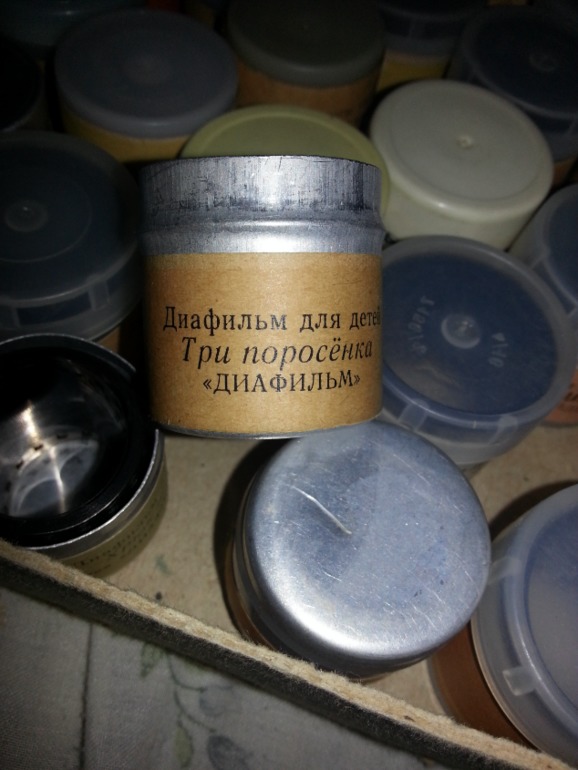 Диафильм для детей
Три поросёнка
«ДИАФИЛЬМ»